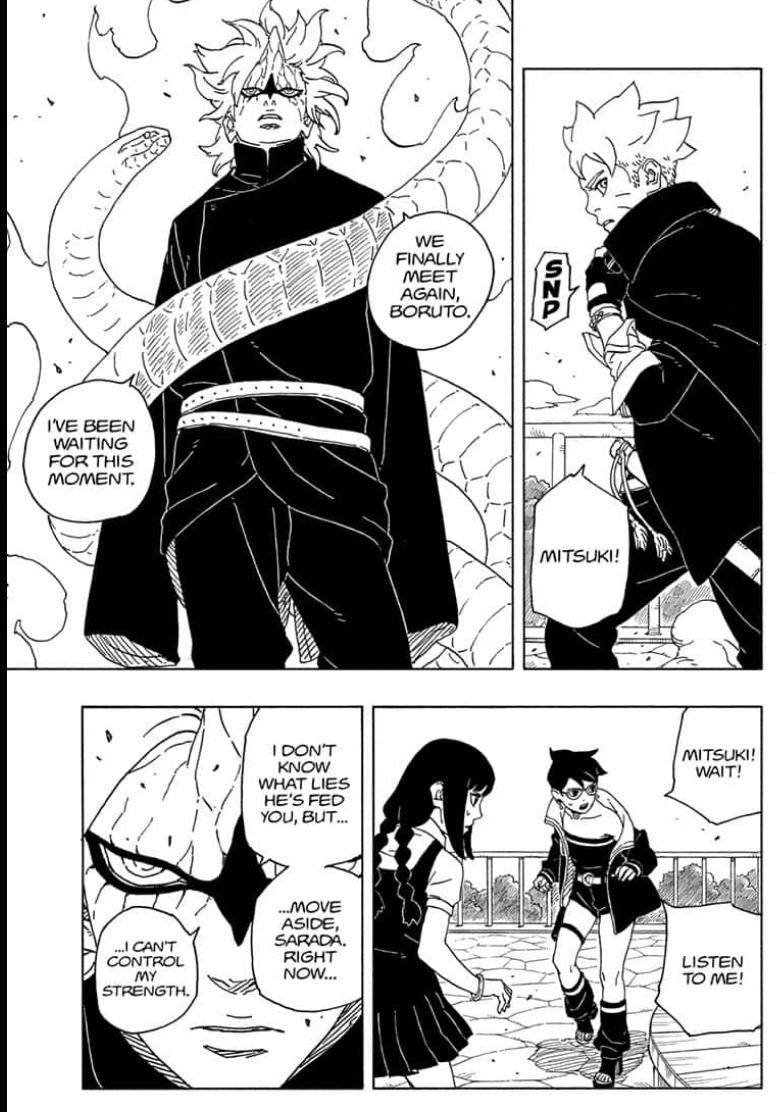 SNP
MITSUKI!
WE
FINALLY
MEET
AGAIN,
BORUTO.
I'VE BEEN
WAITING
FOR THIS
MOMENT.
MITSUKI!
WAIT!
LISTEN
TO ME!
I DON'T
KNOW
WHAT LIES
HE'S FED
YOU, BUT...
...MOVE
ASIDE,
SARADA.
RIGHT
NOW...
...I CAN'T
CONTROL
MY
STRENGTH.